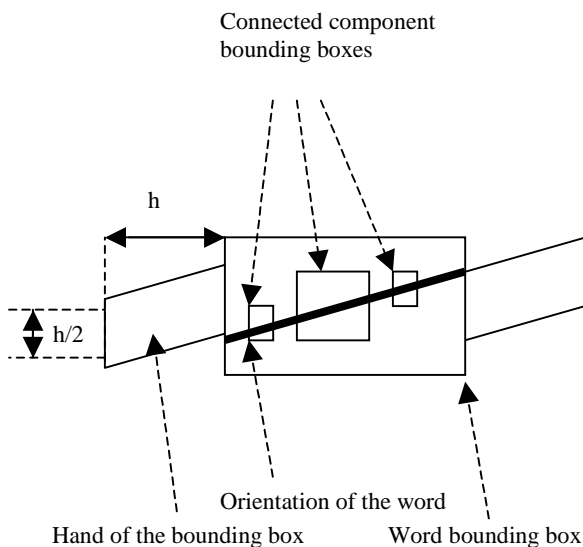 Connected component
bounding boxes
h
h/2
Orientation of the word
Hand of the bounding box
Word bounding box